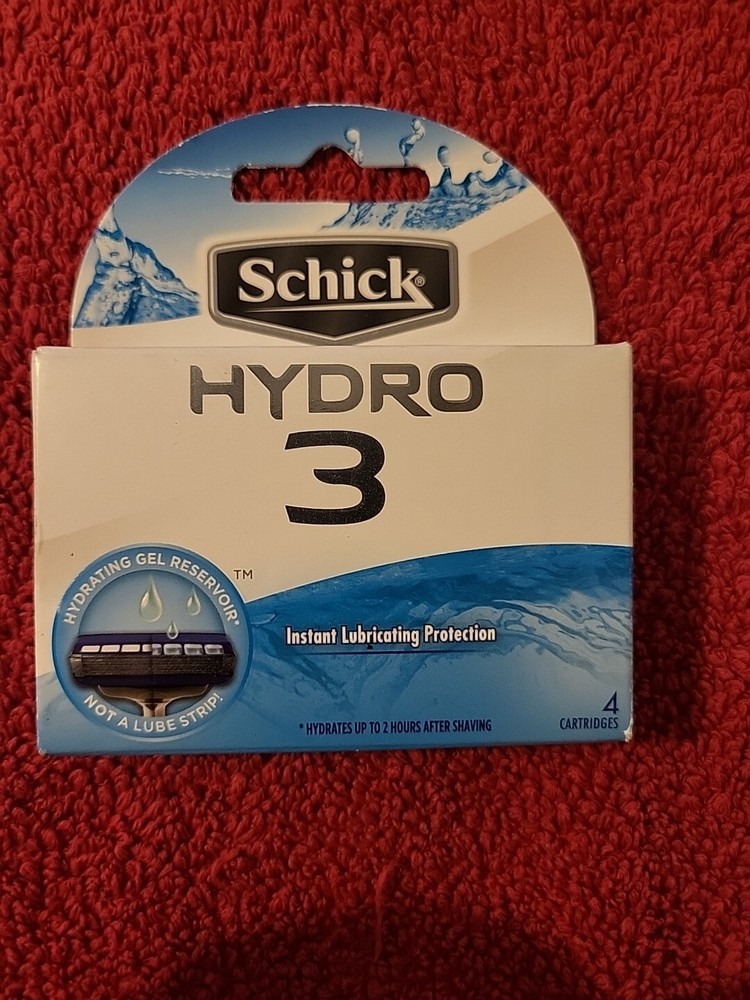 Schick®
HYDRO
3
HYDRATING GEL RESERVOIR*
™
NOT A LUBE STRIP!
Instant Lubricating Protection
* HYDRATES UP TO 2 HOURS AFTER SHAVING
4
CARTRIDGES